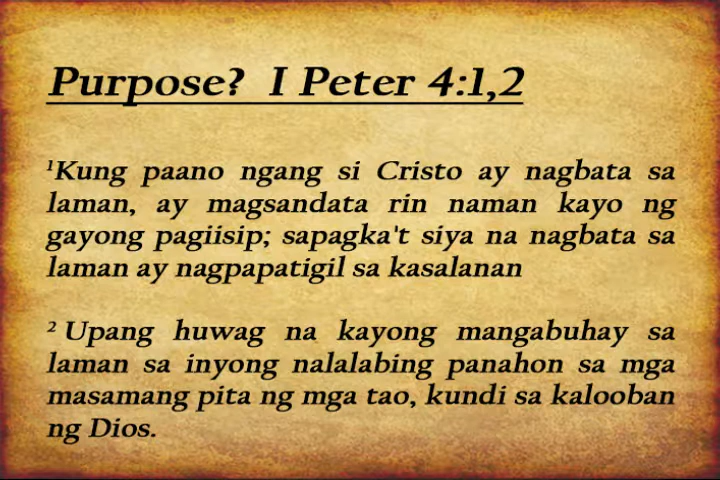 Purpose? I Peter 4:1,2
¹Kung paano ngang si Cristo ay nagbata sa
laman, ay magsandata rin naman kayo ng
gayong pagiisip; sapagka't siya na nagbata sa
laman ay nagpapatigil sa kasalanan
² Upang huwag na kayong mangabuhay sa
laman sa inyong nalalabing panahon sa mga
masamang pita ng mga tao, kundi sa kalooban
ng Dios.